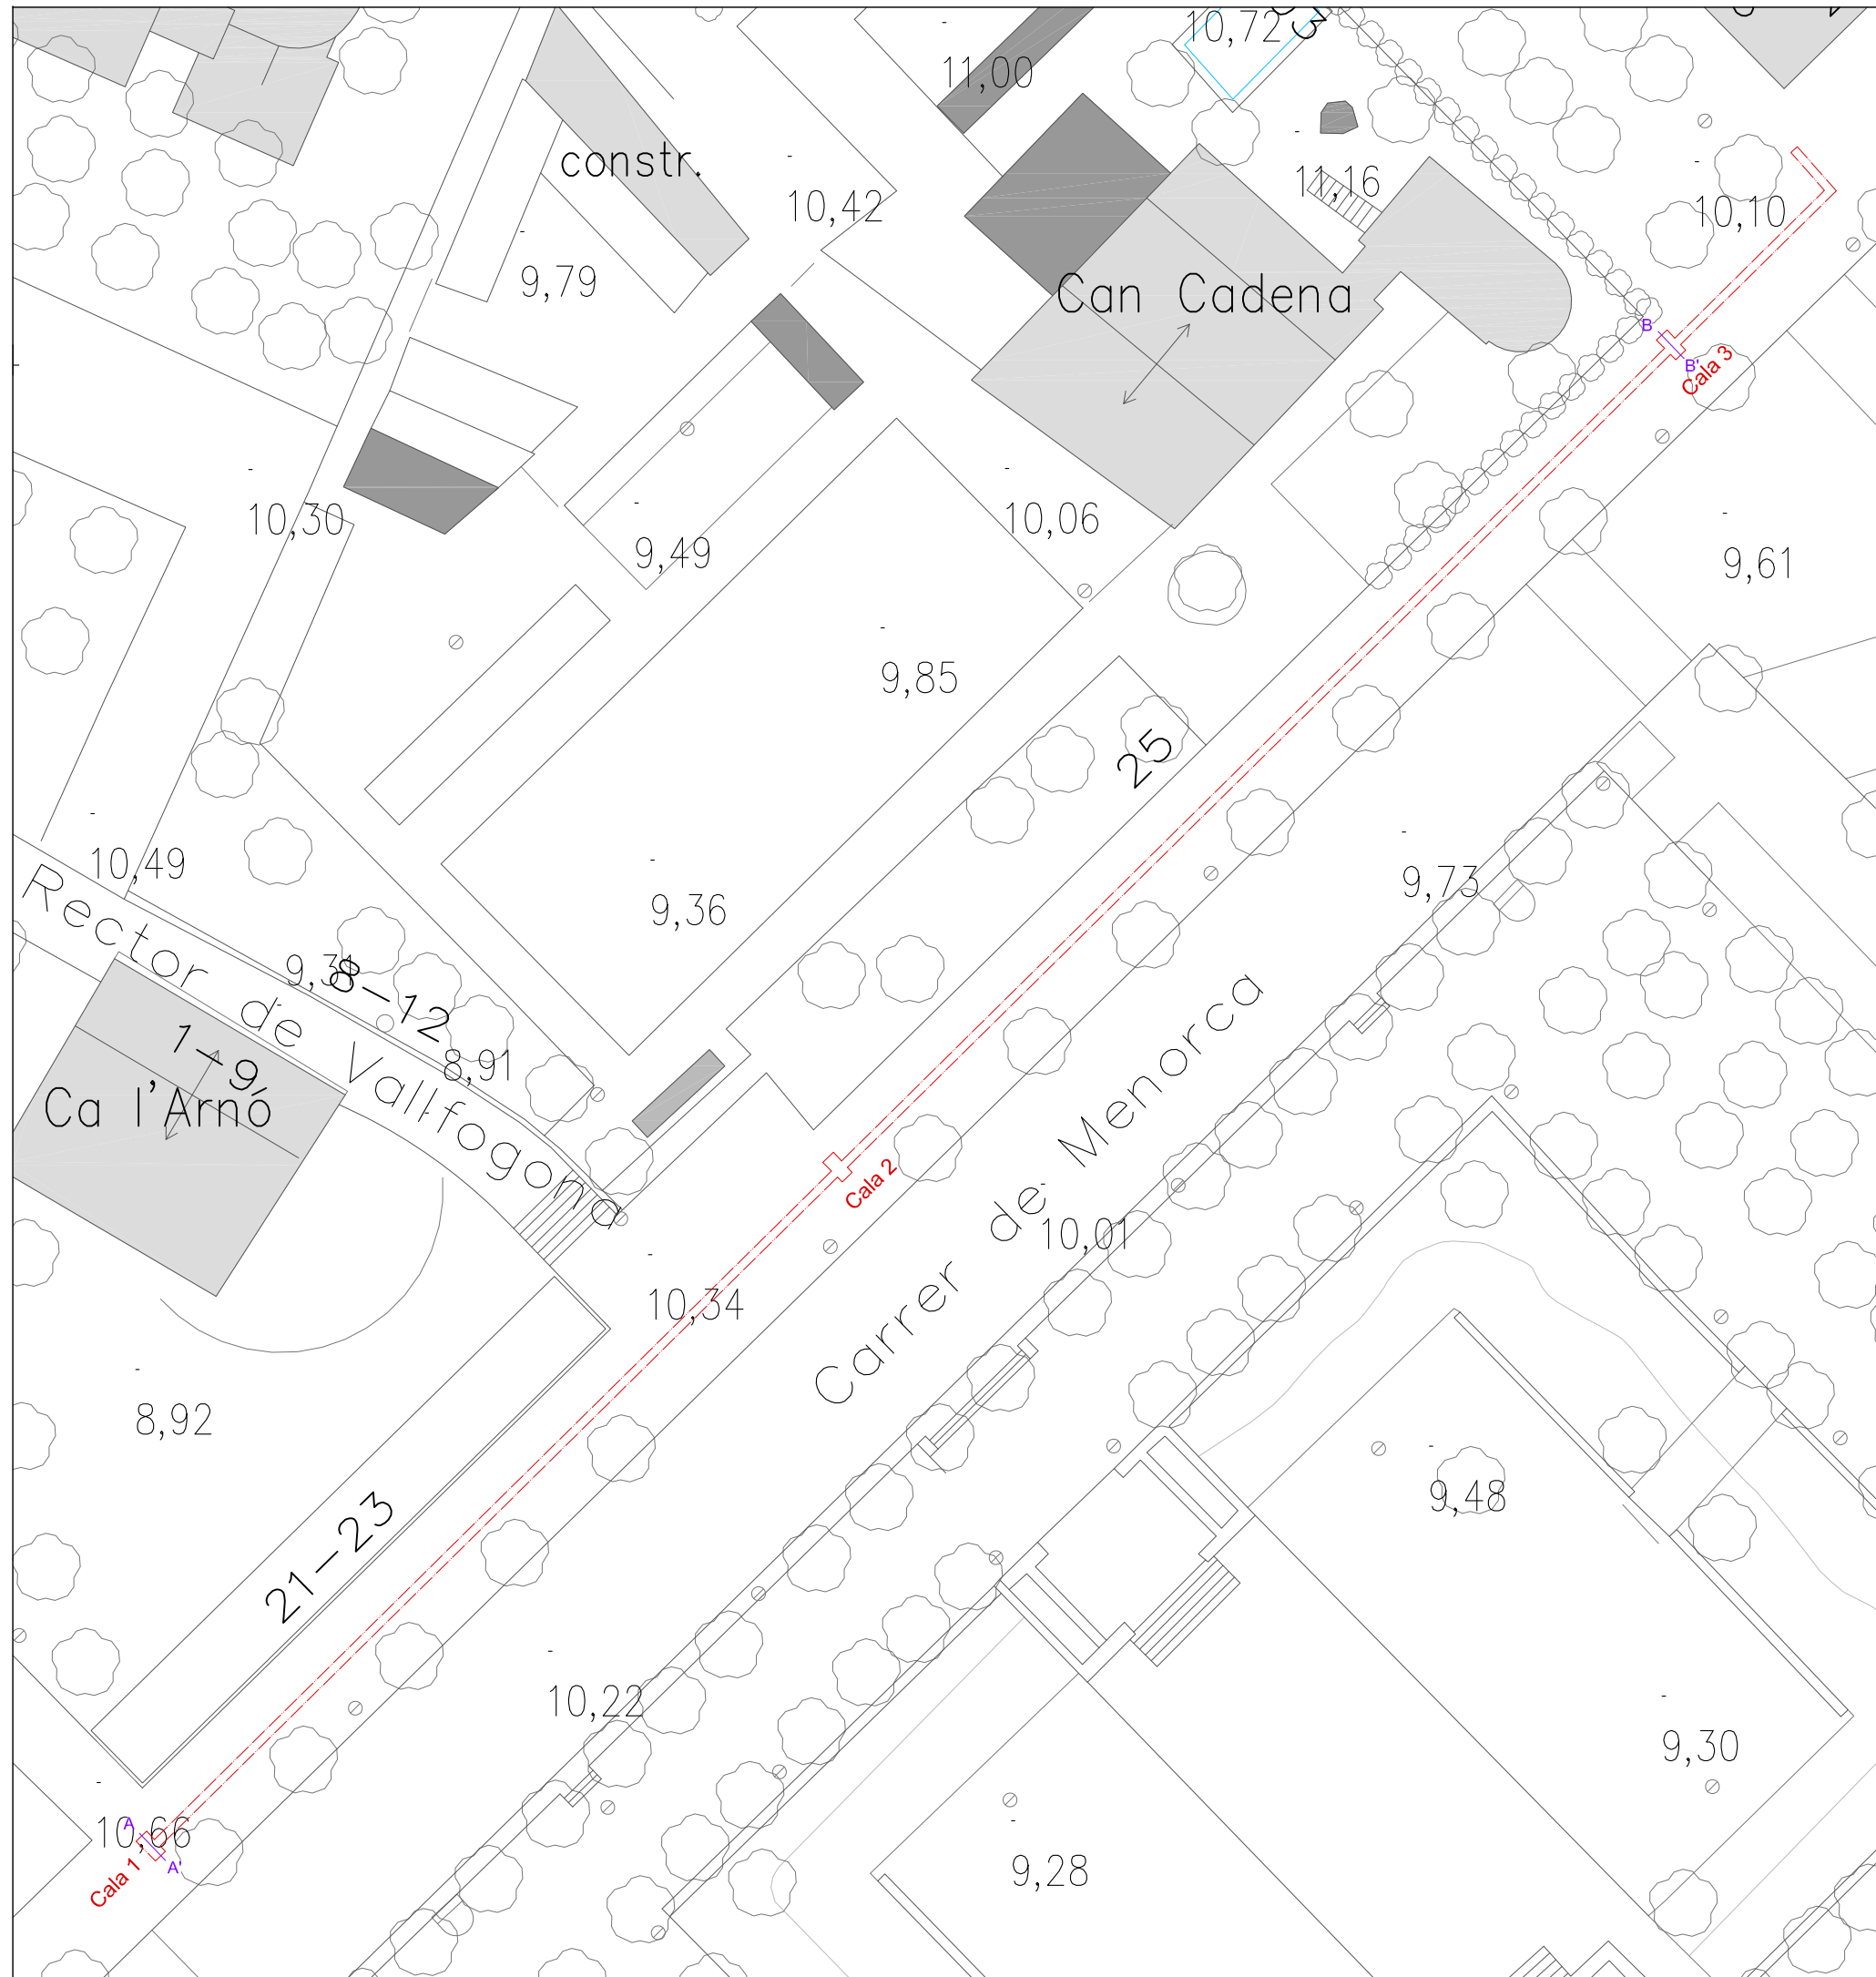 10,72
11,00
constr.
11,16
10,42
10,10
9,79
Can Cadena
B
B'
Cala 3
10,30
10,06
9,49
9,61
9,85
25
10,49
9,36
9,73
Rector de Vallfogona
9,31
8-12
8,91
1-9
Ca l'Arnó
Carrer de Menorca
Cala 2
10,01
10,34
8,92
9,48
21-23
10,22
9,30
10,66
A
A'
Cala 1
9,28